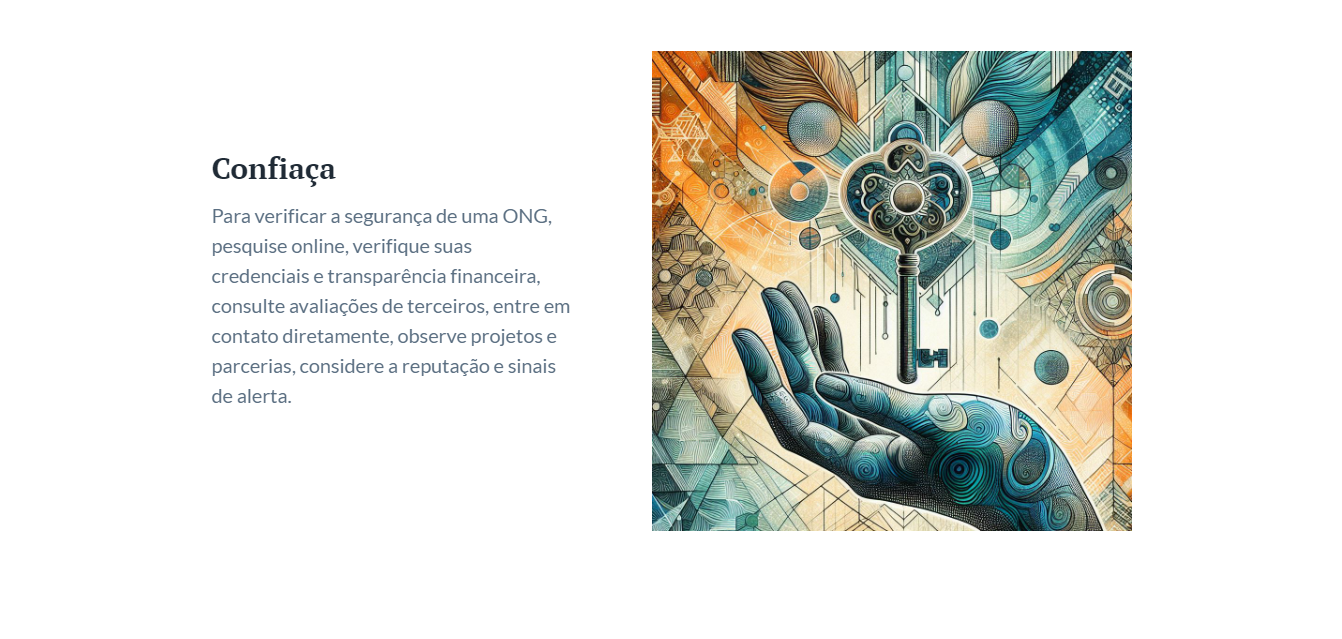 Confiaça
Para verificar a segurança de uma ONG,
pesquise online, verifique suas
credenciais e transparência financeira,
consulte avaliações de terceiros, entre em
contato diretamente, observe projetos e
parcerias, considere a reputação e sinais
de alerta.